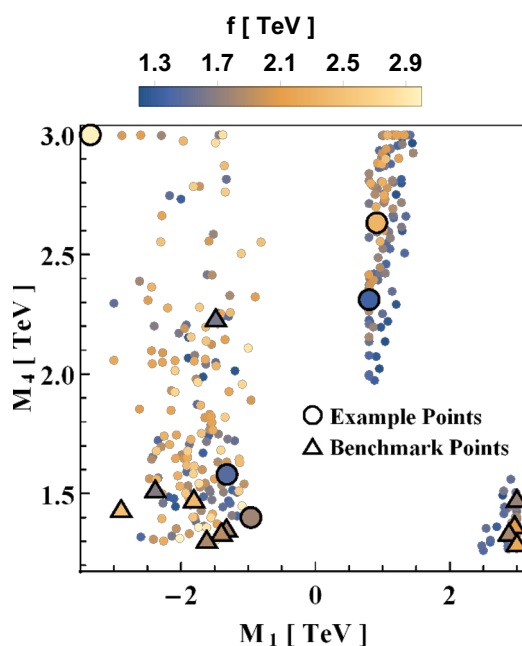 f [ TeV]
1.3 1.7 2.1 2.5 2.9
3.0
2.5
2.0
1.5
M4 [ TeV]
Example Points
Benchmark Points
−2 0 2
M1 [ TeV]